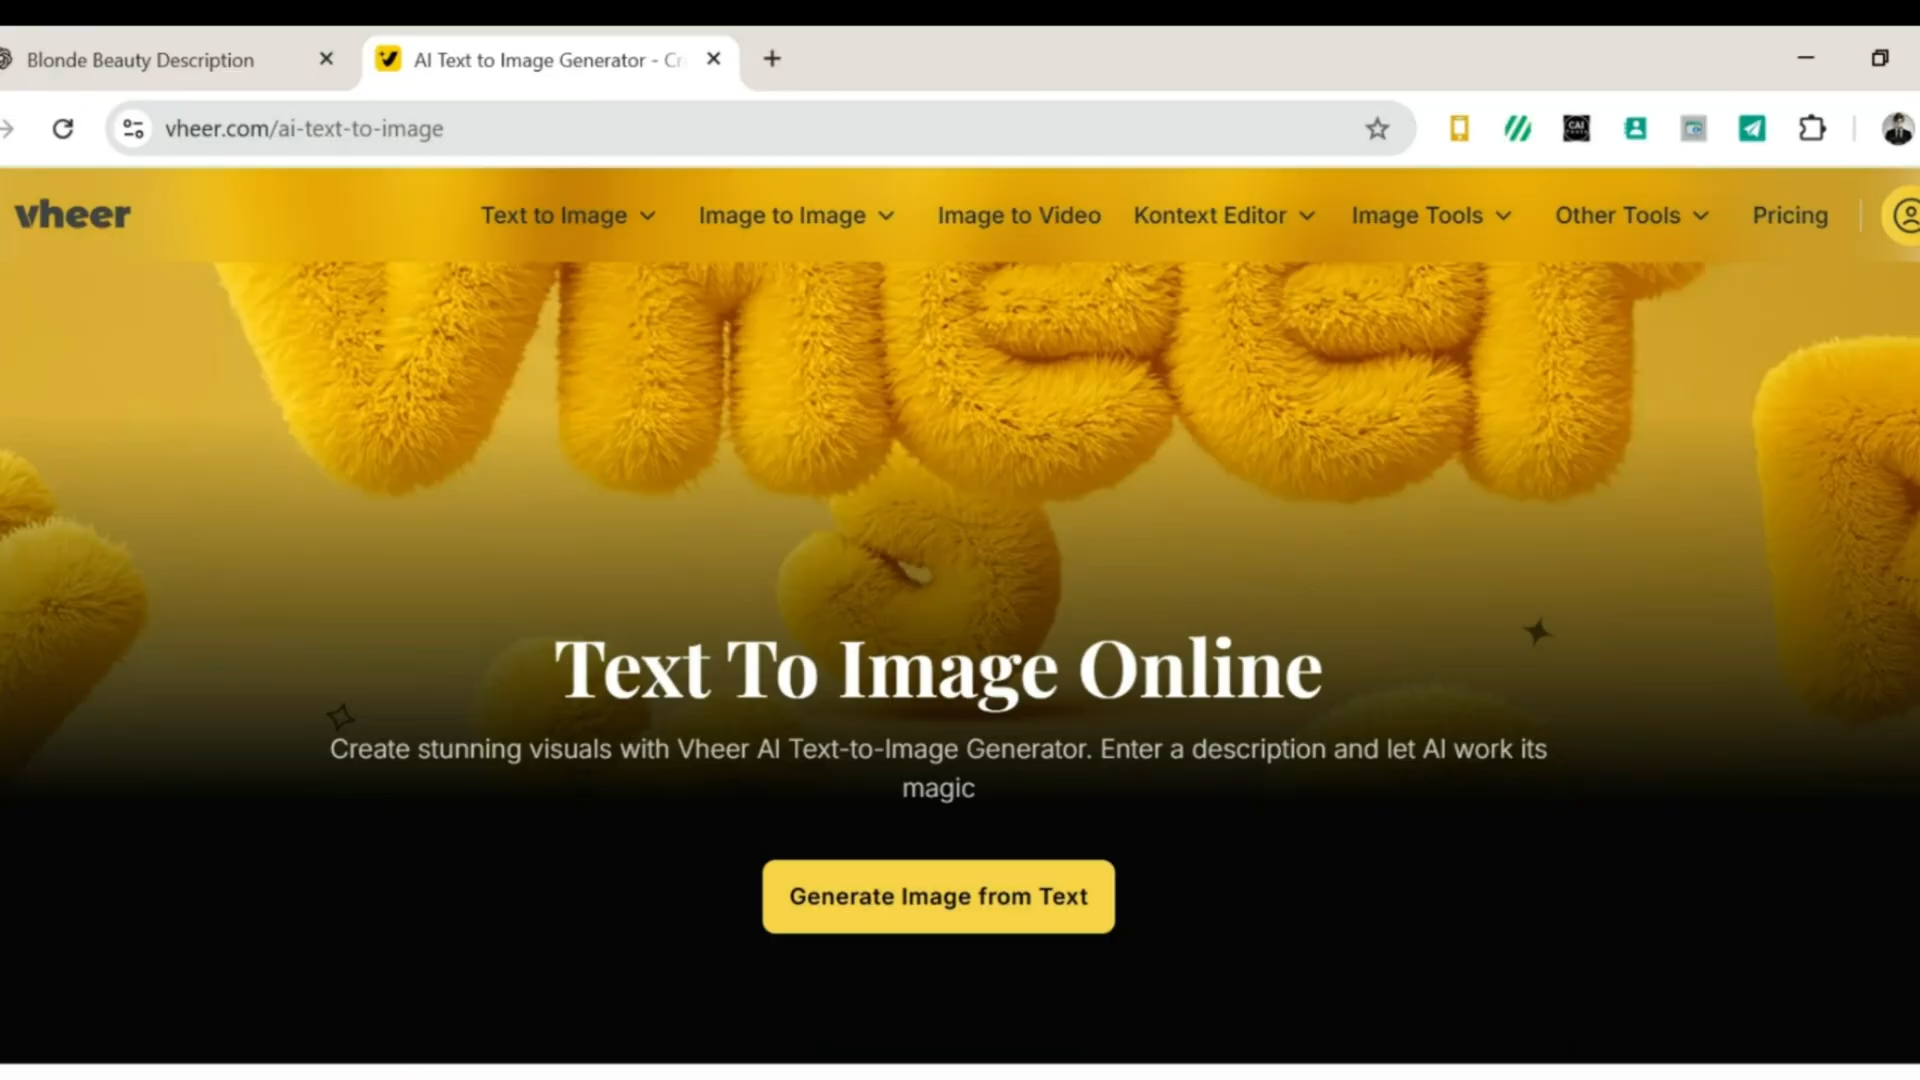 Blonde Beauty Description
AI Text to Image Generator - Cr
vheer.com/ai-text-to-image
CAI
vheer
Text to Image
Image to Image
Image to Video
Kontext Editor
Image Tools
Other Tools
Pricing
vheer
Text To Image Online
Create stunning visuals with Vheer AI Text-to-Image Generator. Enter a description and let AI work its
magic
Generate Image from Text